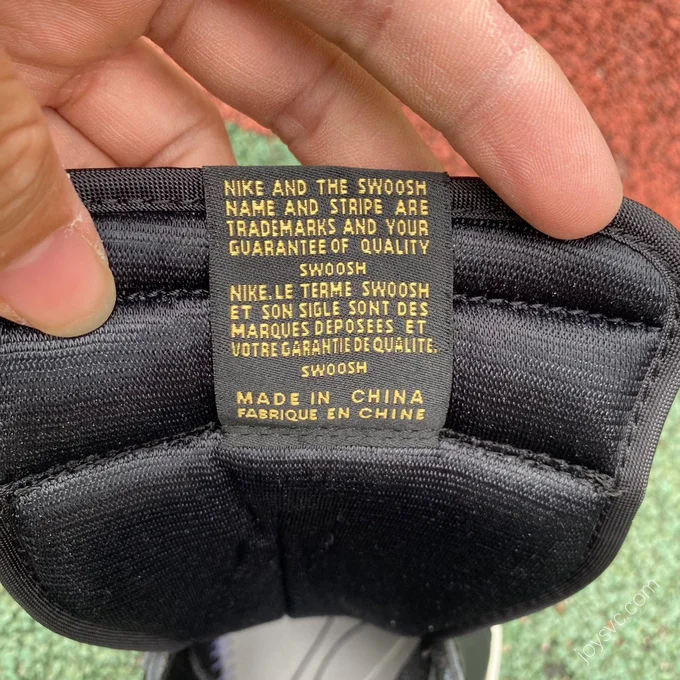 NIKE AND THE SWOOSH
NAME AND STRIPE ARE
TRADEMARKS AND YOUR
GUARANTEE OF QUALITY
SWOOSH
NIKE.LE TERME SWOOSH
ET SON SIGLE SONT DES
MARQUES DEPOSEES ET
VOTRE GARANTIE DE QUALITE.
SWOOSH
MADE IN CHINA
FABRIQUE EN CHINE
joysvc.com